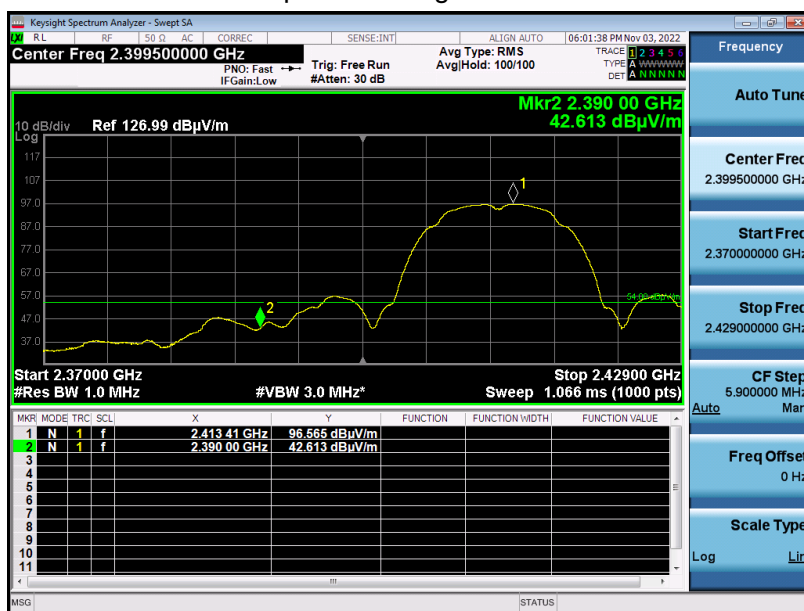 Keysight Spectrum Analyzer - Swept SA
RL RF 50 Ω AC CORREC SENSE:INT ALIGN AUTO 06:01:38 PM Nov 03, 2022
Center Freq 2.399500000 GHz
PNO: Fast
IFGain:Low
Trig: Free Run
#Atten: 30 dB
Avg Type: RMS
Avg|Hold: 100/100
TRACE 1 2 3 4 5 6
TYPE A WWWWW
DET A N N N N N
Mkr2 2.390 00 GHz
42.613 dBµV/m
10 dB/div Ref 126.99 dBµV/m
Log
117
107
97.0
87.0
77.0
67.0
57.0
47.0
37.0
1
2
54.00 dBµV/m
Start 2.37000 GHz Stop 2.42900 GHz
#Res BW 1.0 MHz #VBW 3.0 MHz* Sweep 1.066 ms (1000 pts)
MKR MODE TRC SCL X Y FUNCTION FUNCTION WIDTH FUNCTION VALUE
1 N 1 f 2.413 41 GHz 96.565 dBµV/m
2 N 1 f 2.390 00 GHz 42.613 dBµV/m
3
4
5
6
7
8
9
10
11
MSG STATUS
Frequency
Auto Tune
Center Freq
2.399500000 GHz
Start Freq
2.370000000 GHz
Stop Freq
2.429000000 GHz
CF Step
5.900000 MHz
Auto Man
Freq Offset
0 Hz
Scale Type
Log Lin